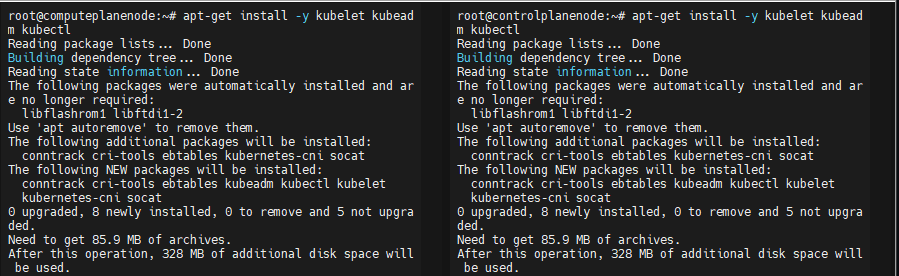 root@computeplanenode:~# apt-get install -y kubelet kubead
m kubectl
Reading package lists... Done
Building dependency tree... Done
Reading state information... Done
The following packages were automatically installed and ar
e no longer required:
  libflashrom1 libftdi1-2
Use 'apt autoremove' to remove them.
The following additional packages will be installed:
  conntrack cri-tools ebtables kubernetes-cni socat
The following NEW packages will be installed:
  conntrack cri-tools ebtables kubeadm kubectl kubelet
  kubernetes-cni socat
0 upgraded, 8 newly installed, 0 to remove and 5 not upgra
ded.
Need to get 85.9 MB of archives.
After this operation, 328 MB of additional disk space will
 be used.
root@controlplanenode:~# apt-get install -y kubelet kubead
m kubectl
Reading package lists... Done
Building dependency tree... Done
Reading state information... Done
The following packages were automatically installed and ar
e no longer required:
  libflashrom1 libftdi1-2
Use 'apt autoremove' to remove them.
The following additional packages will be installed:
  conntrack cri-tools ebtables kubernetes-cni socat
The following NEW packages will be installed:
  conntrack cri-tools ebtables kubeadm kubectl kubelet
  kubernetes-cni socat
0 upgraded, 8 newly installed, 0 to remove and 5 not upgra
ded.
Need to get 85.9 MB of archives.
After this operation, 328 MB of additional disk space will
 be used.